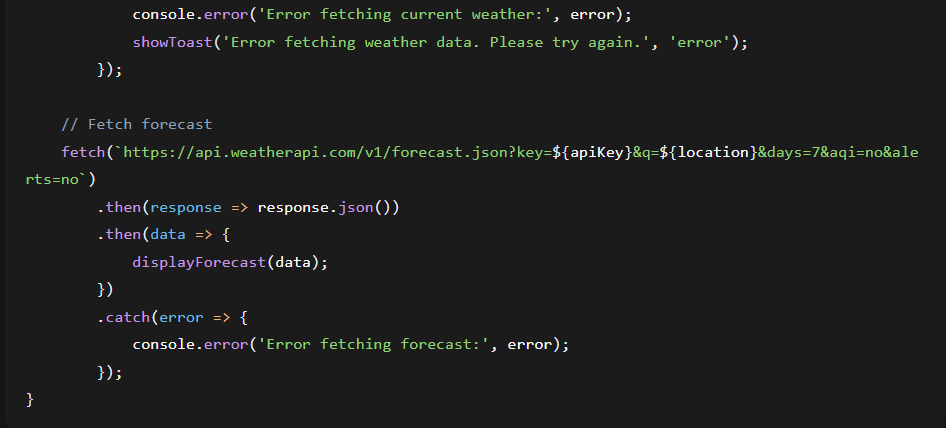 console.error('Error fetching current weather:', error);
showToast('Error fetching weather data. Please try again.', 'error');
});
// Fetch forecast
fetch(`https://api.weatherapi.com/v1/forecast.json?key=${apiKey}&q=${location}&days=7&aqi=no&ale
rts=no`)
.then(response => response.json())
.then(data => {
displayForecast(data);
})
.catch(error => {
console.error('Error fetching forecast:', error);
});
}